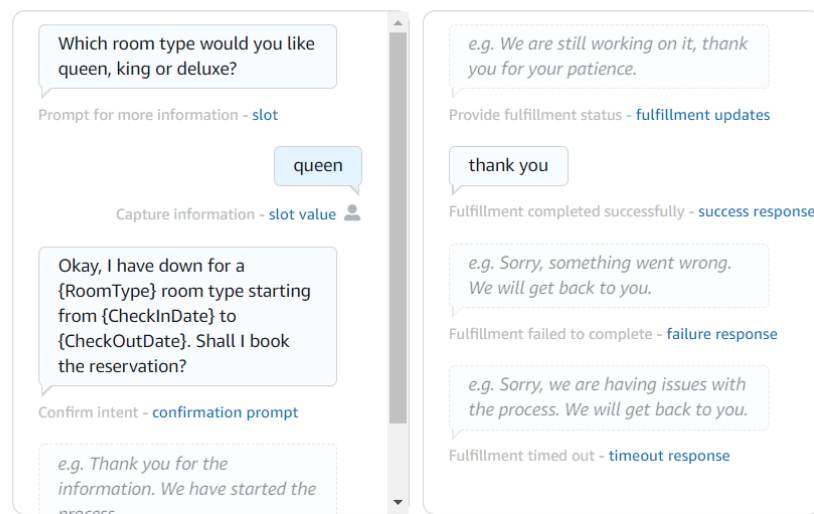 Which room type would you like
queen, king or deluxe?
Prompt for more information - slot
queen
Capture information - slot value
Okay, I have down for a
{RoomType} room type starting
from {CheckInDate} to
{CheckOutDate}. Shall I book
the reservation?
Confirm intent - confirmation prompt
e.g. Thank you for the
information. We have started the
process.
e.g. We are still working on it, thank
you for your patience.
Provide fulfillment status - fulfillment updates
thank you
Fulfillment completed successfully - success response
e.g. Sorry, something went wrong.
We will get back to you.
Fulfillment failed to complete - failure response
e.g. Sorry, we are having issues with
the process. We will get back to you.
Fulfillment timed out - timeout response